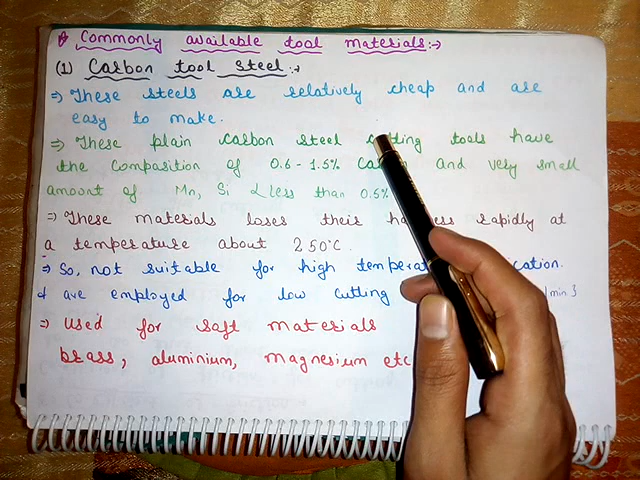 * Commonly available tool materials:→
(1) Carbon tool steel:→
⇒ These steels are relatively cheap and are
easy to make.
⇒ These plain carbon steel cutting tools have
the composition of 0.6 - 1.5% and very small
amount of Mn, Si & less than 0.5%
⇒ These materials loses their rapidly at
a temperature about 250°C.
⇒ So, not suitable for high
& are employed for low cutting
⇒ Used for soft materials
brass, aluminium, magnesium etc